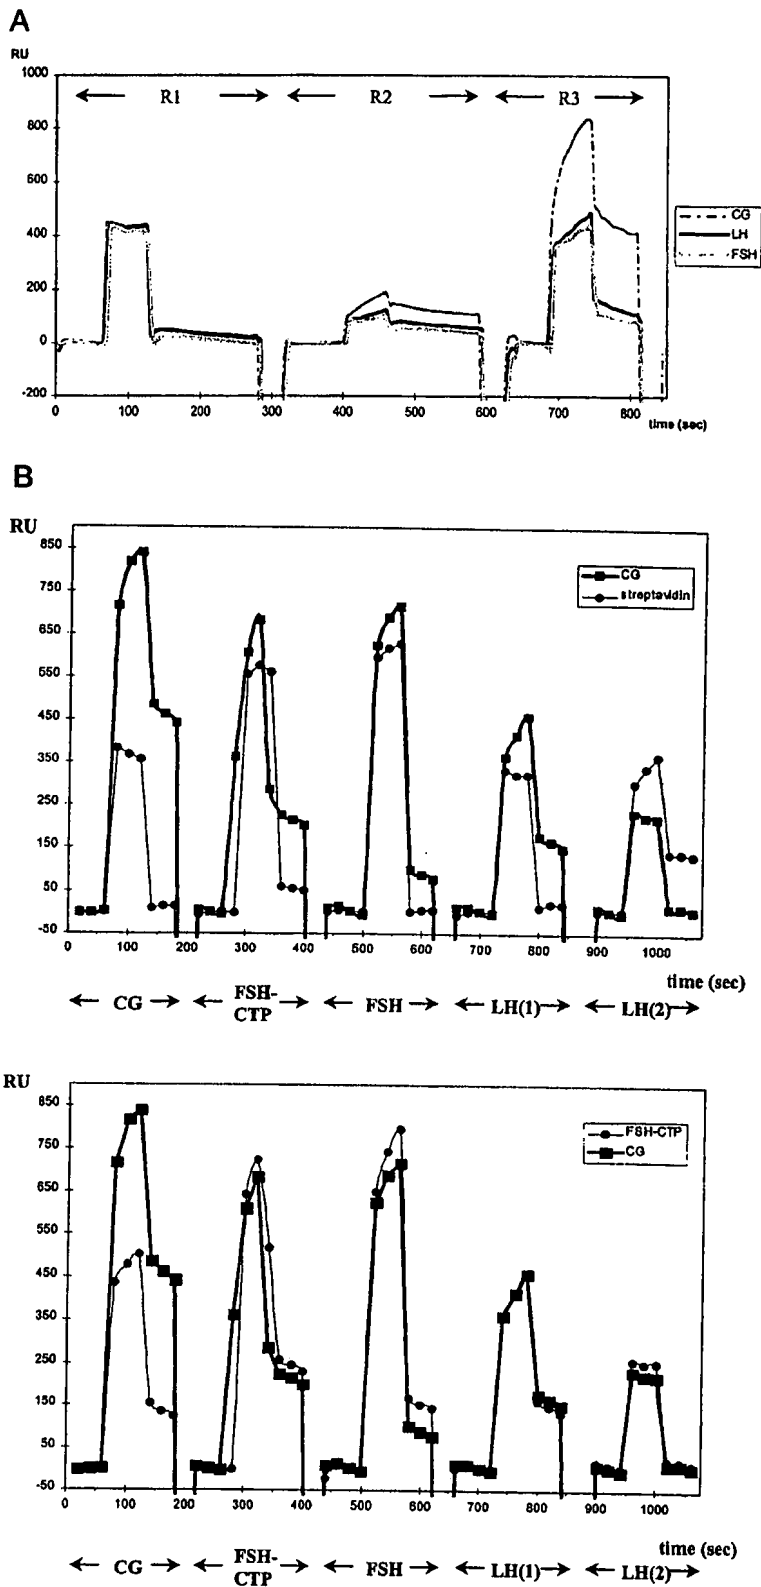 A
RU
1000
800
600
400
200
0
-200
R1 R2 R3
CG
LH
FSH
0 100 200 300 400 500 600 700 800
time (sec)
B
RU
850
750
650
550
450
350
250
150
50
-50
CG
streptavidin
0 100 200 300 400 500 600 700 800 900 1000
time (sec)
CG FSH-CTP FSH LH(1) LH(2)
RU
850
750
650
550
450
350
250
150
50
-50
FSH-CTP
CG
0 100 200 300 400 500 600 700 800 900 1000
time (sec)
CG FSH-CTP FSH LH(1) LH(2)